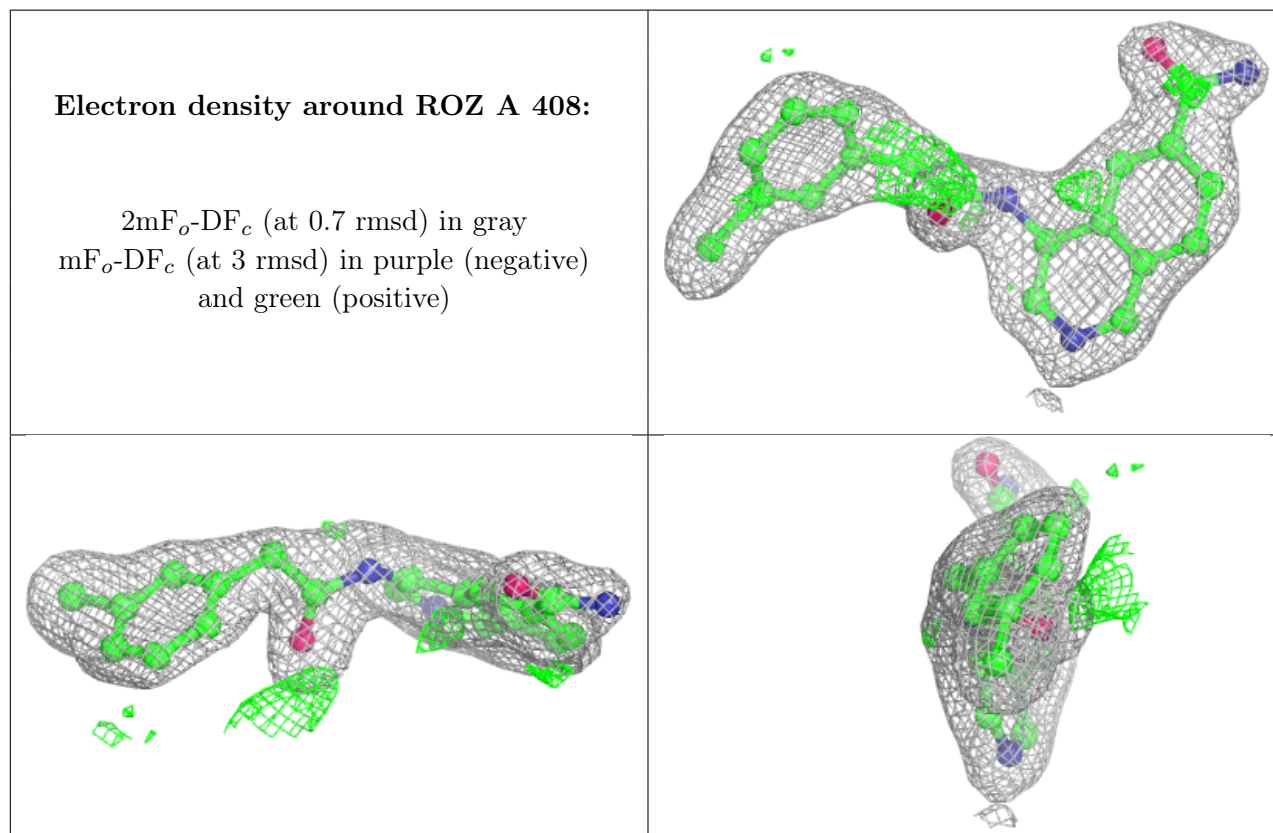 Electron density around ROZ A 408:
2mFo-DFc (at 0.7 rmsd) in gray
mFo-DFc (at 3 rmsd) in purple (negative)
and green (positive)